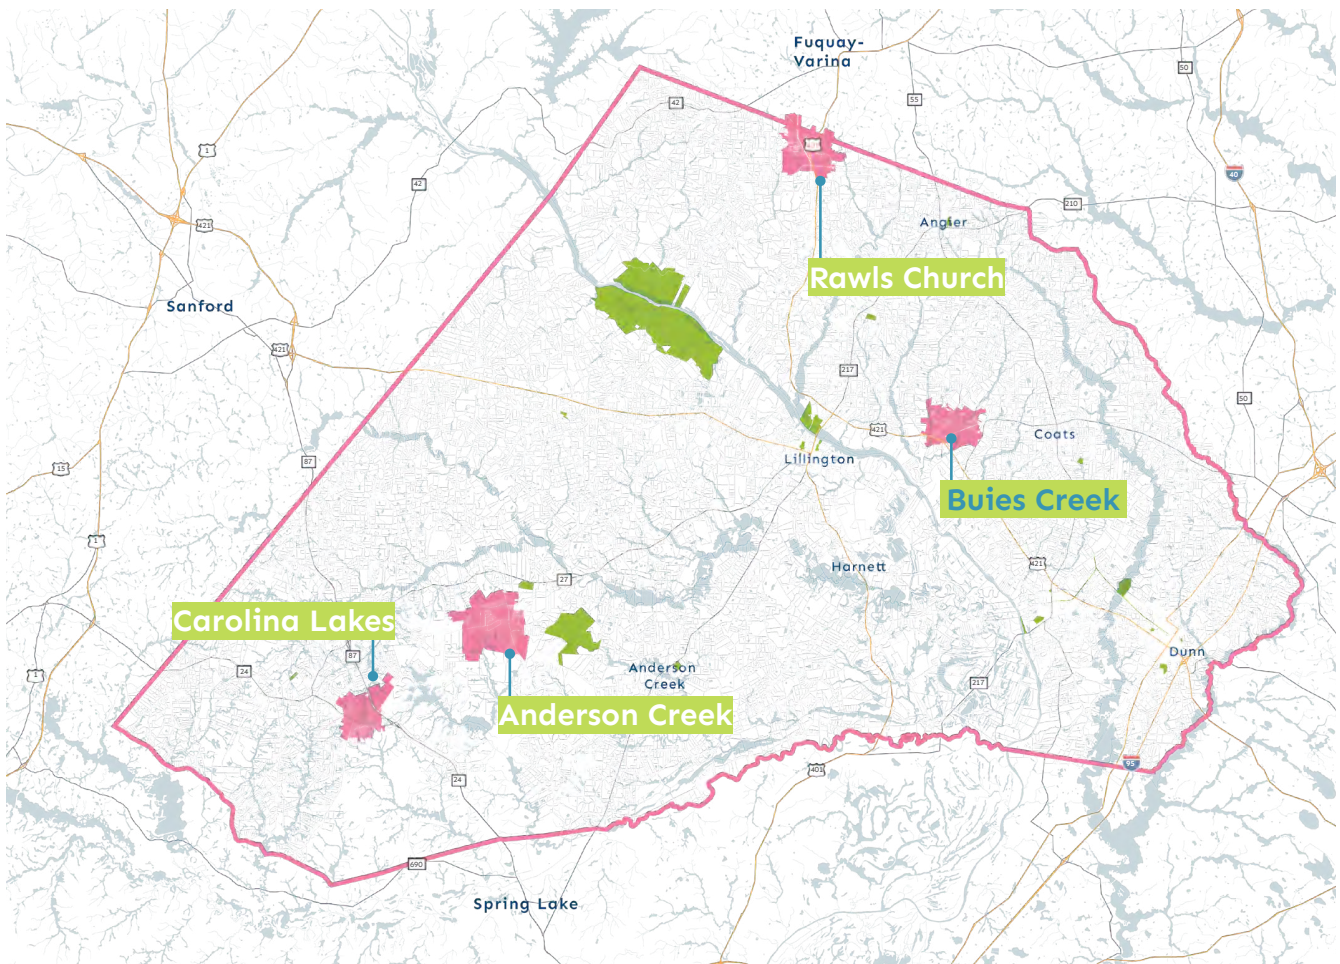 Fuquay-
Varina
50
42
55
1
40
42
210
Angier
421
Rawls Church
Sanford
421
217
50
421
Coats
Lillington
87
15
Buies Creek
1
421
Harnett
27
Carolina Lakes
87
24
1
Anderson
Creek
Dunn
217
Anderson Creek
95
401
24
690
Spring Lake